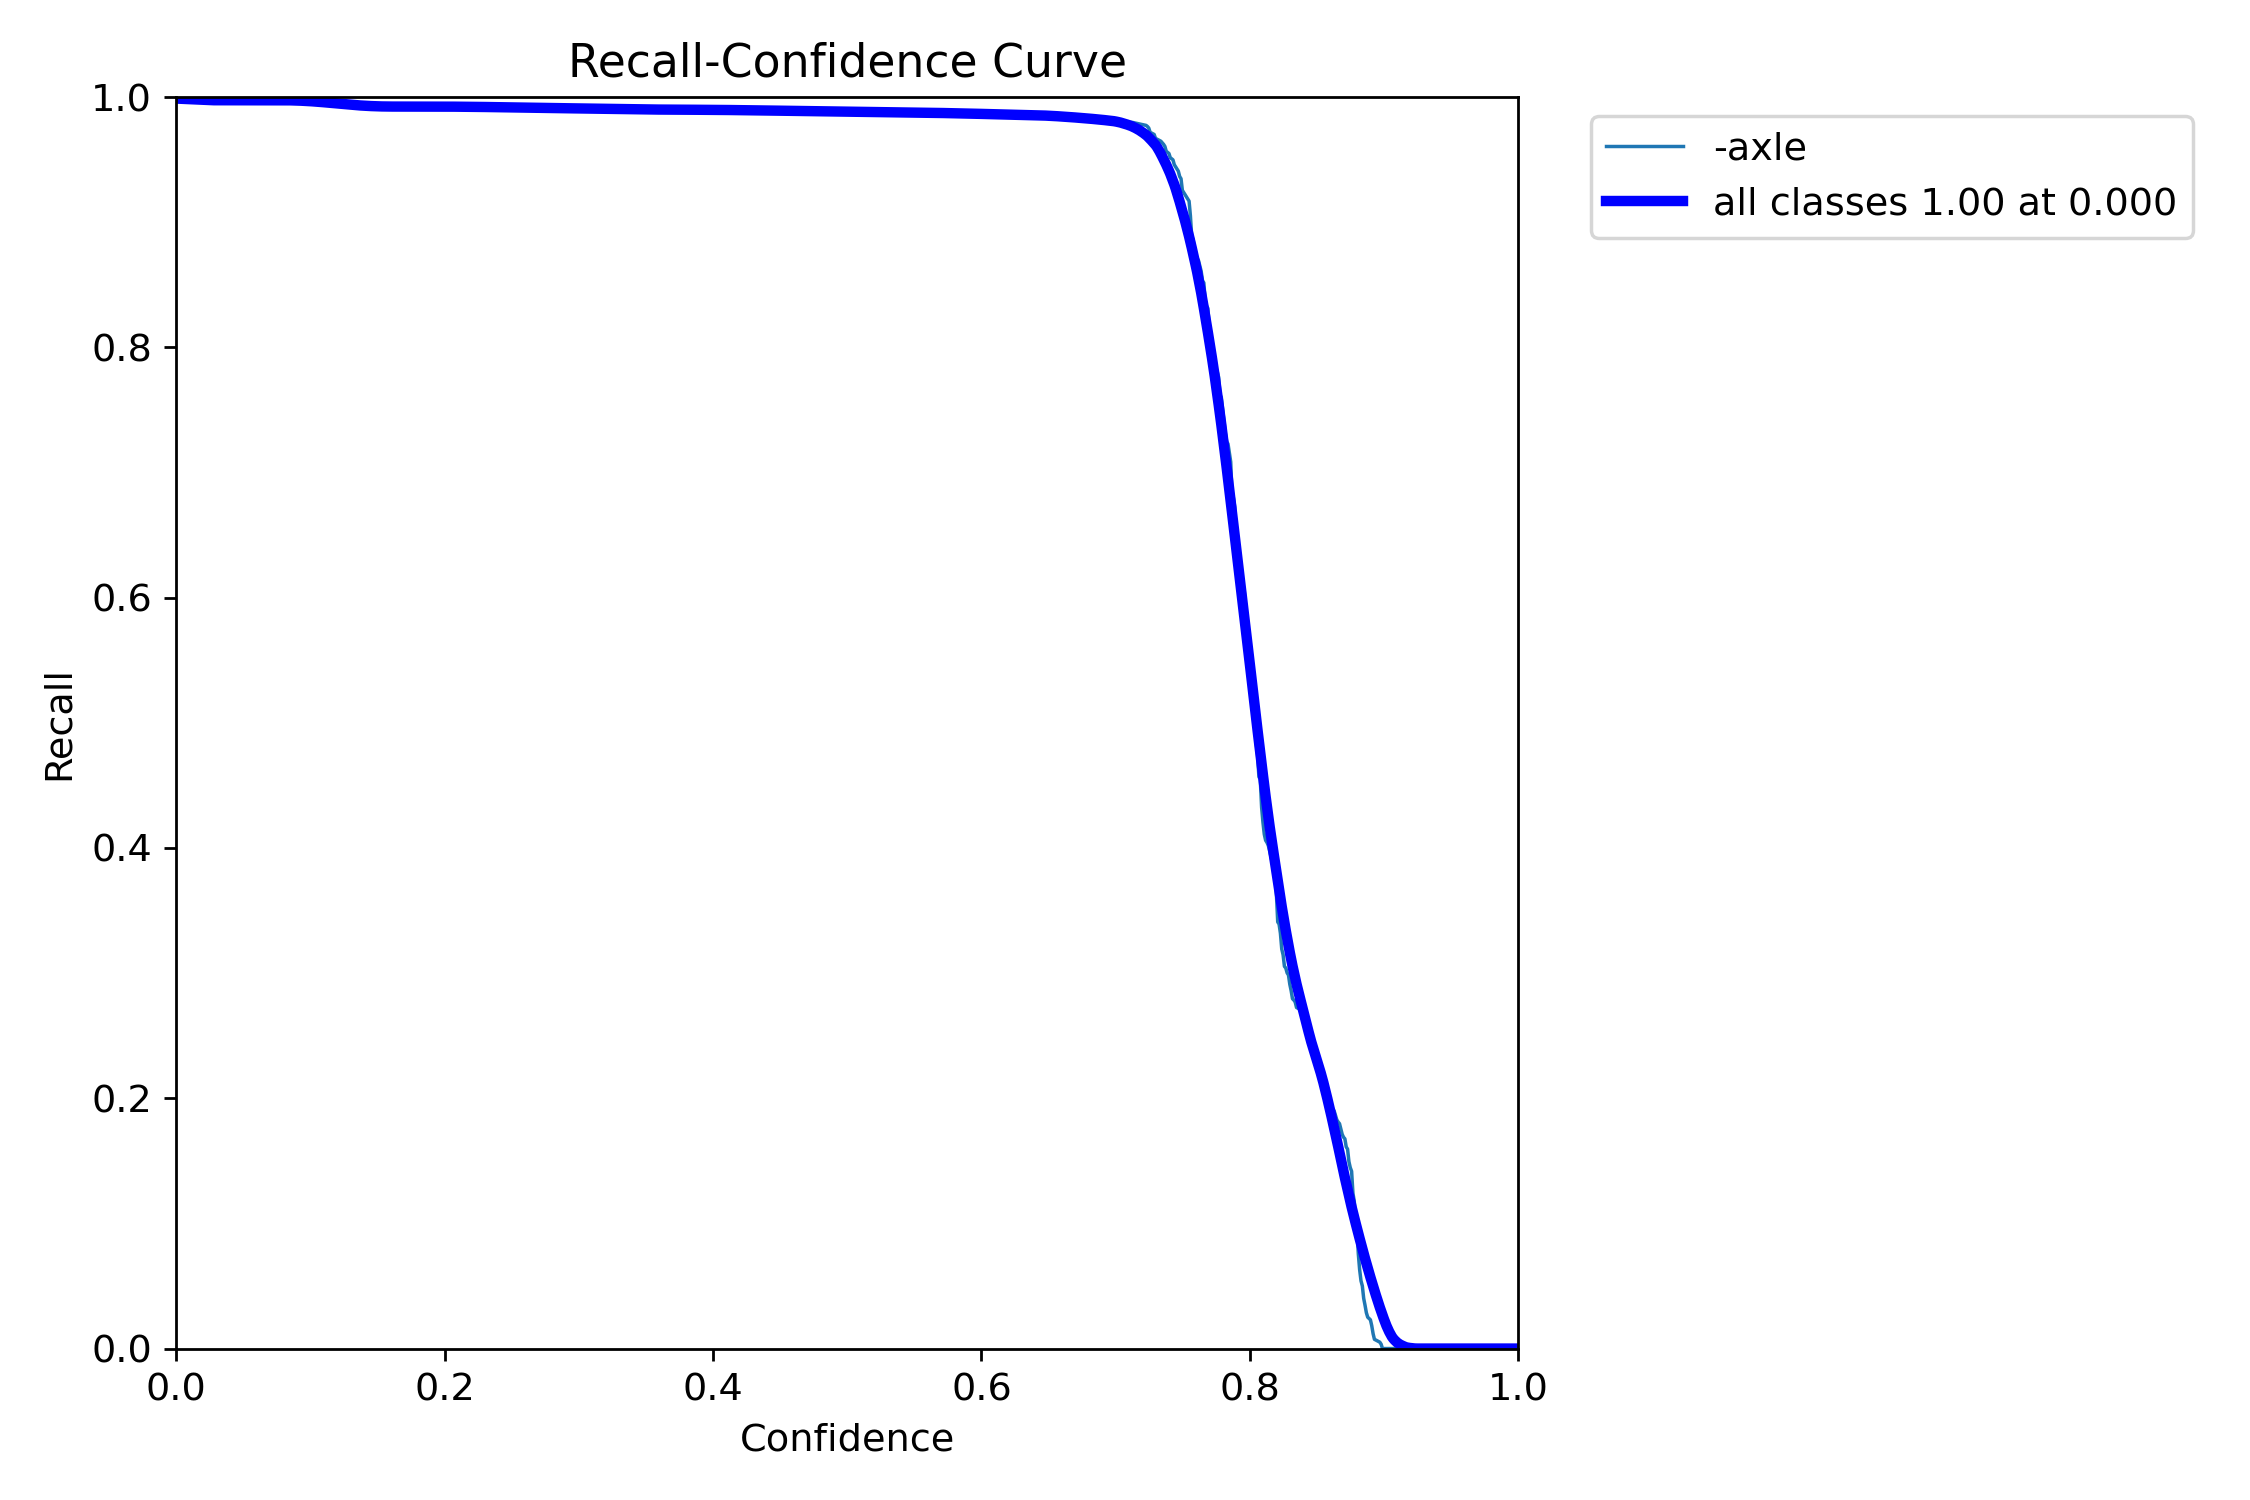 Recall-Confidence Curve
1.0
0.8
0.6
0.4
0.2
0.0
Recall
0.0 0.2 0.4 0.6 0.8 1.0
Confidence
-axle
all classes 1.00 at 0.000